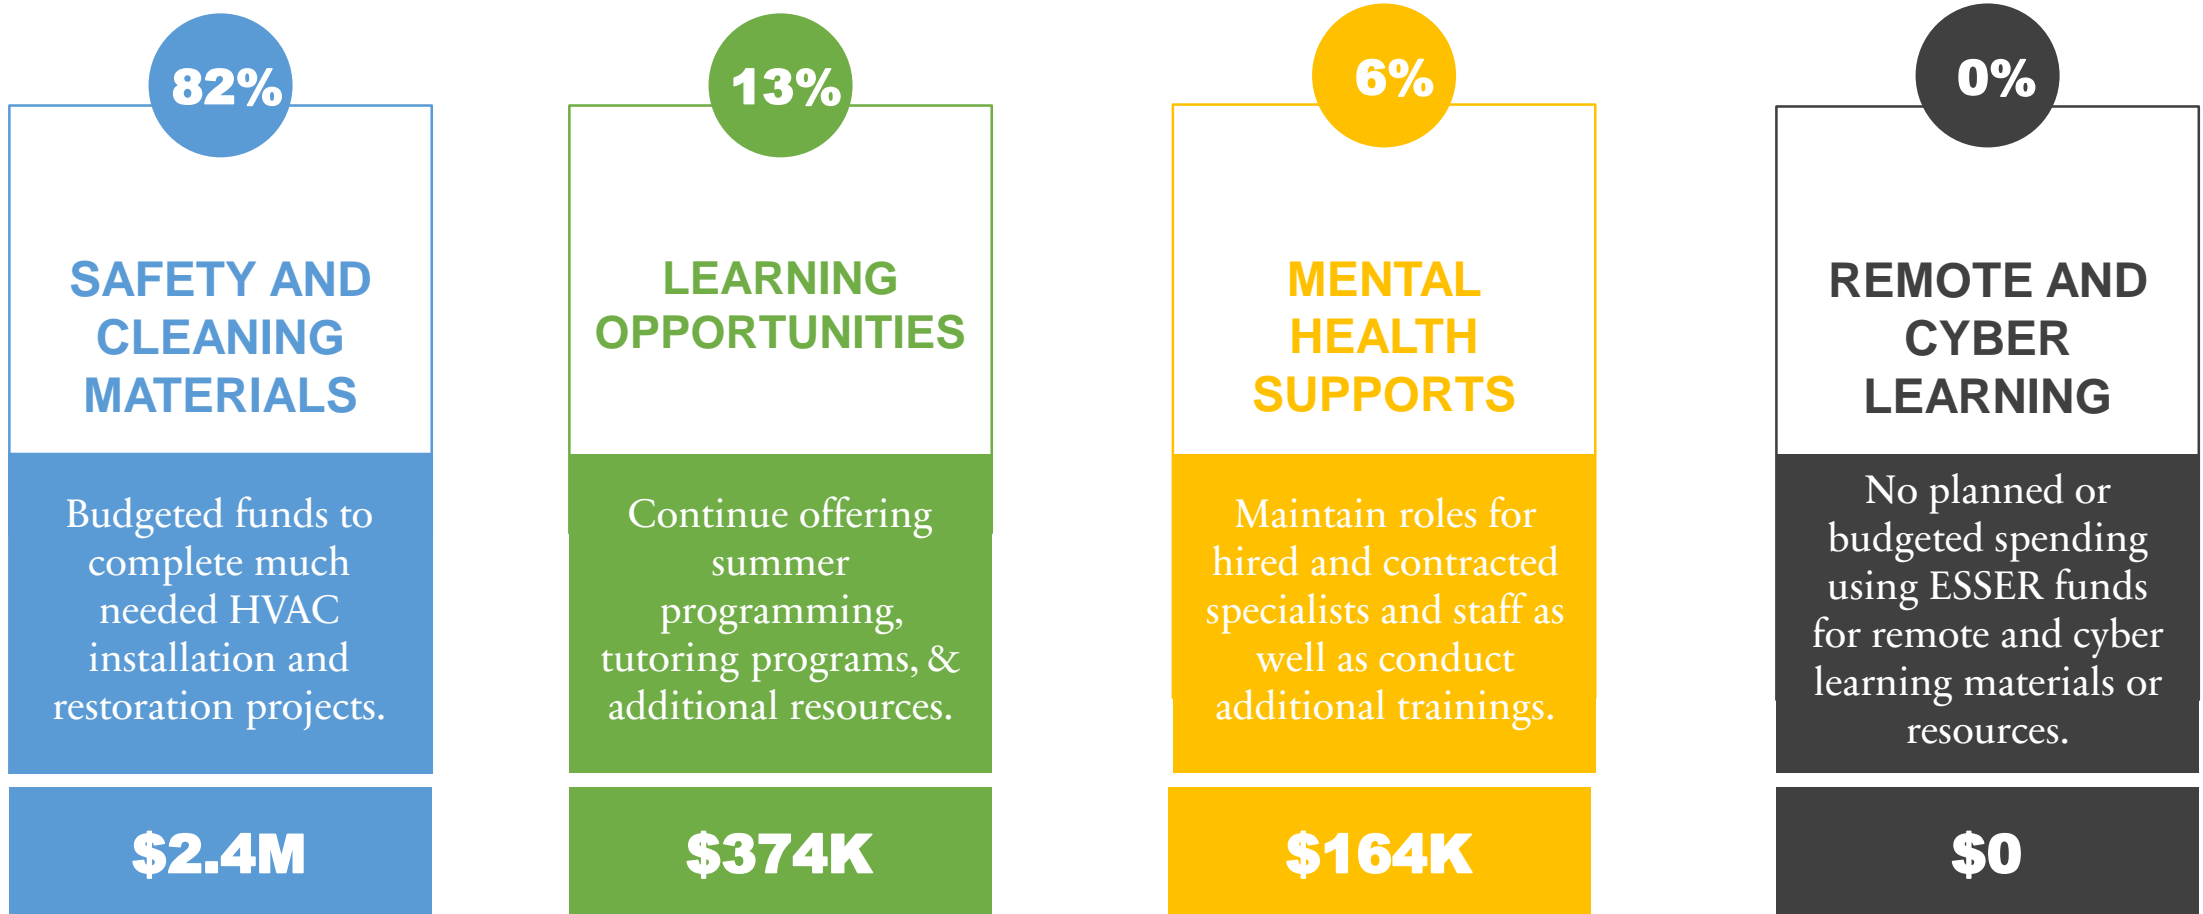 82%
SAFETY AND
CLEANING
MATERIALS
Budgeted funds to
complete much
needed HVAC
installation and
restoration projects.
$2.4M
13%
LEARNING
OPPORTUNITIES
Continue offering
summer
programming,
tutoring programs, &
additional resources.
$374K
6%
MENTAL
HEALTH
SUPPORTS
Maintain roles for
hired and contracted
specialists and staff as
well as conduct
additional trainings.
$164K
0%
REMOTE AND
CYBER
LEARNING
No planned or
budgeted spending
using ESSER funds
for remote and cyber
learning materials or
resources.
$0